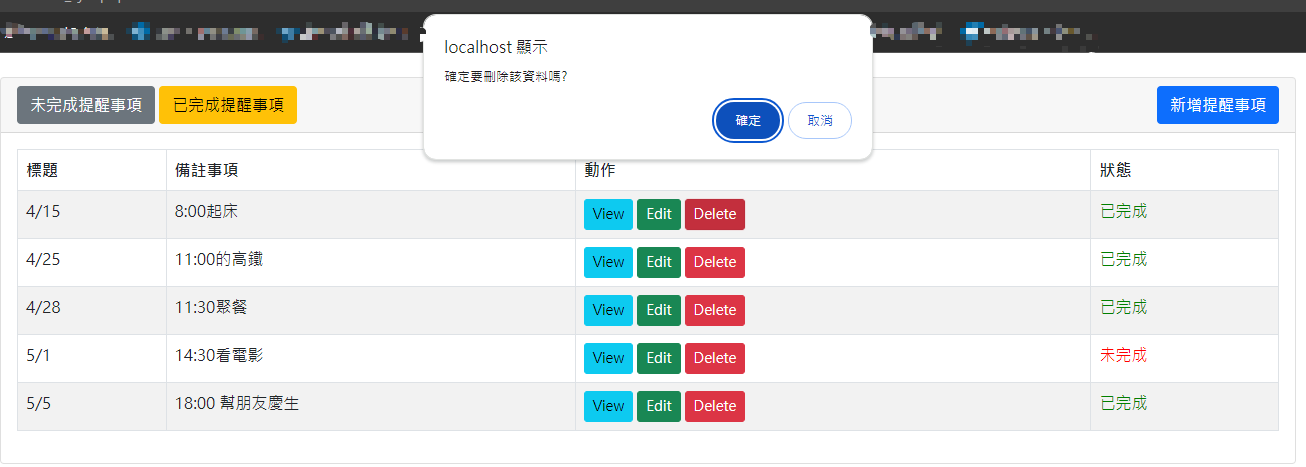 localhost 顯示
確定要刪除該資料嗎?
確定 取消
未完成提醒事項 已完成提醒事項 新增提醒事項
標題 備註事項 動作 狀態
4/15 8:00起床 View Edit Delete 已完成
4/25 11:00的高鐵 View Edit Delete 已完成
4/28 11:30聚餐 View Edit Delete 已完成
5/1 14:30看電影 View Edit Delete 未完成
5/5 18:00 幫朋友慶生 View Edit Delete 已完成